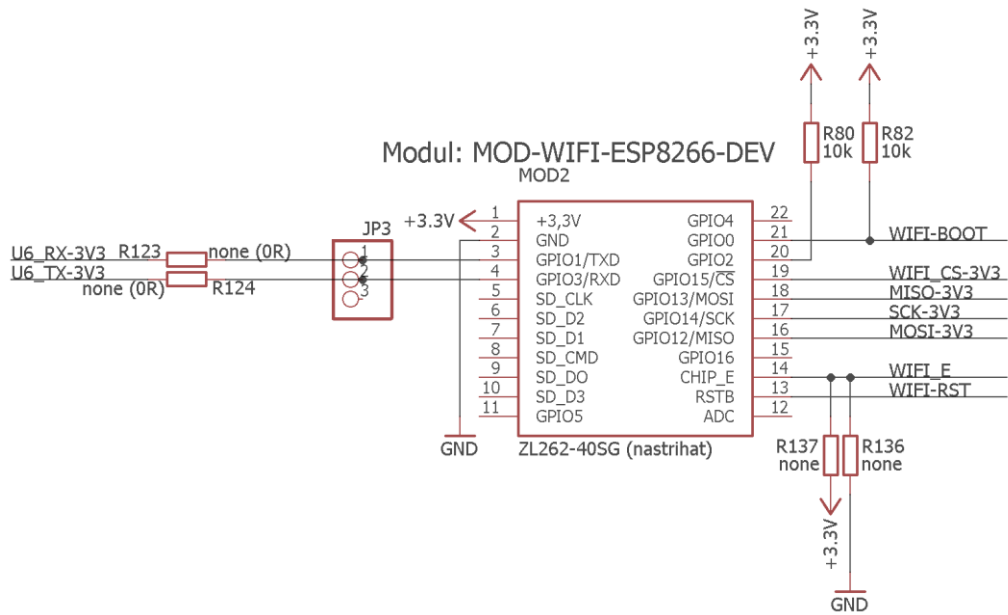 +3.3V
+3.3V
R80
10k
R82
10k
Modul: MOD-WIFI-ESP8266-DEV
MOD2
+3.3V
1
+3,3V
GPIO4
22
2
GND
GPIO0
21
WIFI-BOOT
U6_RX-3V3
R123
none (0R)
JP3
1
3
GPIO1/TXD
GPIO2
20
U6_TX-3V3
none (0R)
R124
2
4
GPIO3/RXD
GPIO15/CS
19
WIFI_CS-3V3
3
5
SD_CLK
GPIO13/MOSI
18
MISO-3V3
6
SD_D2
GPIO14/SCK
17
SCK-3V3
7
SD_D1
GPIO12/MISO
16
MOSI-3V3
8
SD_CMD
GPIO16
15
9
SD_DO
CHIP_E
14
WIFI_E
10
SD_D3
RSTB
13
WIFI-RST
11
GPIO5
ADC
12
GND
ZL262-40SG (nastrihat)
R137
none
R136
none
+3.3V
GND